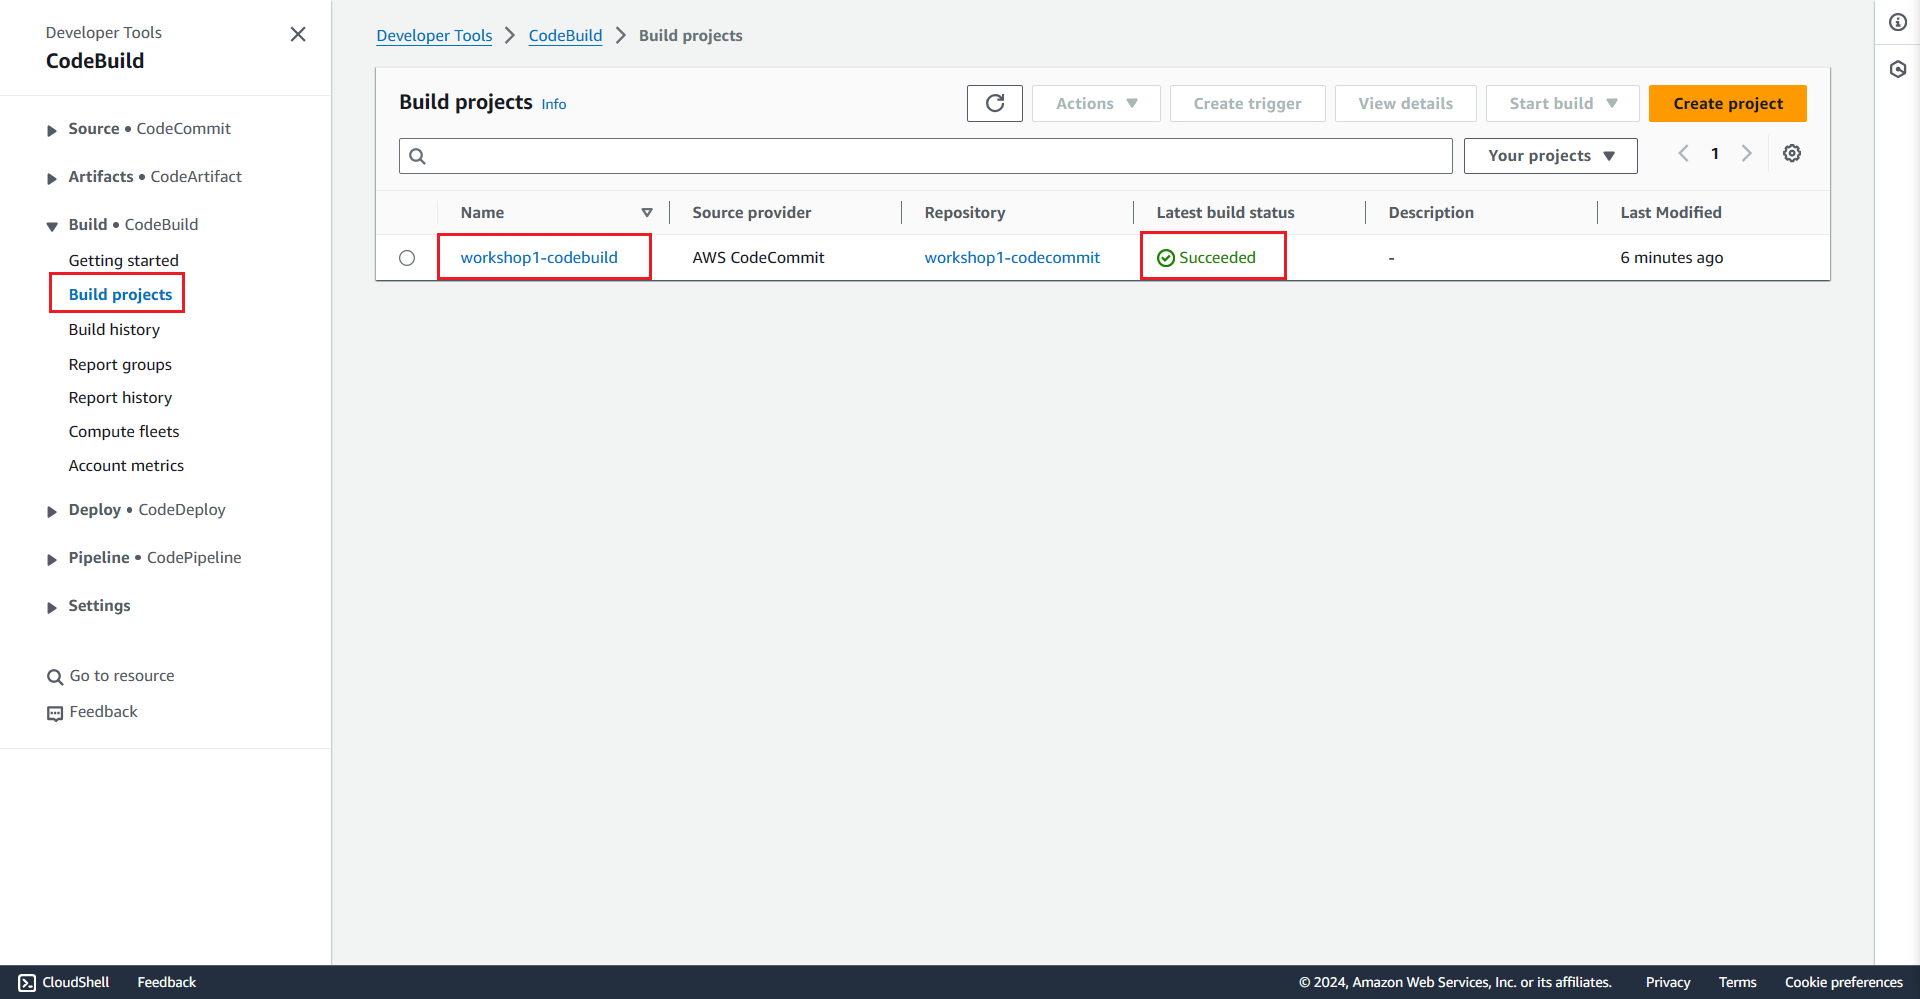 Developer Tools
CodeBuild
Source • CodeCommit
Artifacts • CodeArtifact
Build • CodeBuild
Getting started
Build projects
Build history
Report groups
Report history
Compute fleets
Account metrics
Deploy • CodeDeploy
Pipeline • CodePipeline
Settings
Go to resource
Feedback
Developer Tools > CodeBuild > Build projects
Build projects Info
Actions Create trigger View details Start build Create project
Your projects 1
Name Source provider Repository Latest build status Description Last Modified
workshop1-codebuild AWS CodeCommit workshop1-codecommit Succeeded - 6 minutes ago
CloudShell Feedback © 2024, Amazon Web Services, Inc. or its affiliates. Privacy Terms Cookie preferences